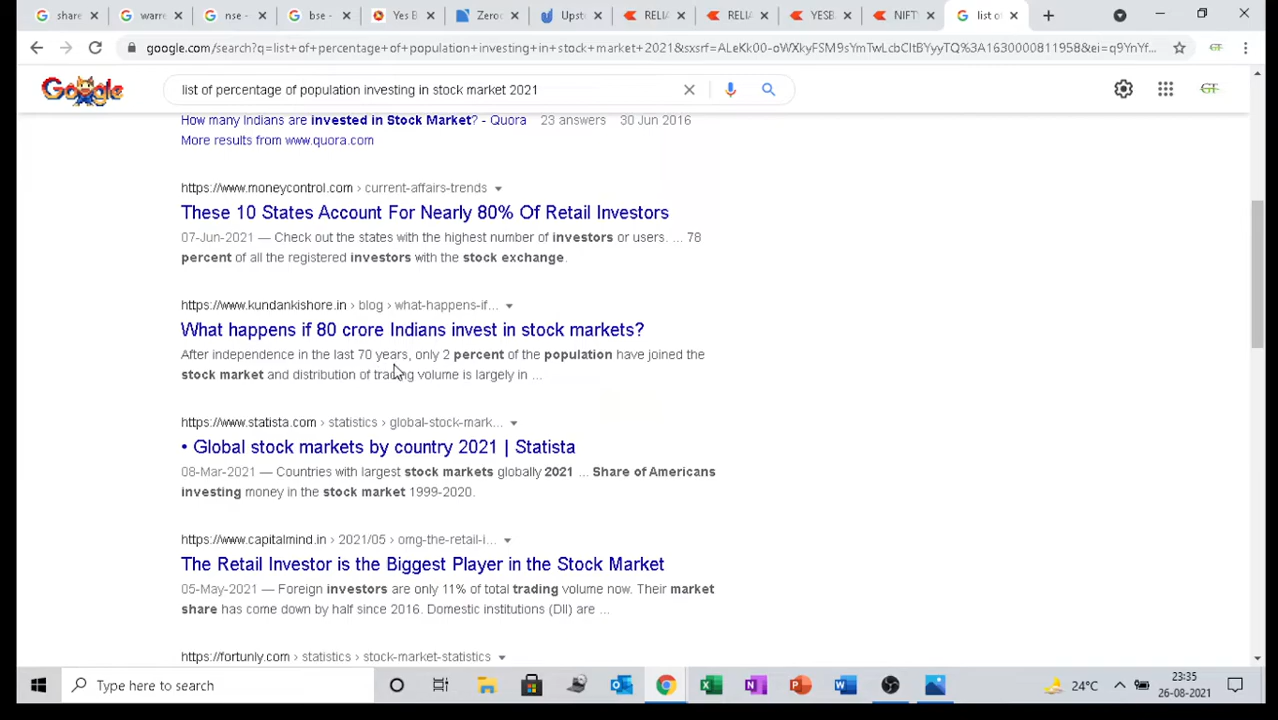 share
warre
nse -
bse -
Yes B
Zerod
Upst
RELIA
RELIA
YESB
NIFT
list o
google.com/search?q=list+of+percentage+of+population+investing+in+stock+market+2021&sxsrf=ALeKk00-oWXkyFSM9sYmTwLcbCltBYyyTQ%3A1630000811958&ei=q9YnYf...
list of percentage of population investing in stock market 2021
How many Indians are invested in Stock Market? - Quora 23 answers 30 Jun 2016
More results from www.quora.com
https://www.moneycontrol.com › current-affairs-trends
These 10 States Account For Nearly 80% Of Retail Investors
07-Jun-2021 — Check out the states with the highest number of investors or users. ... 78
percent of all the registered investors with the stock exchange.
https://www.kundankishore.in › blog › what-happens-if...
What happens if 80 crore Indians invest in stock markets?
After independence in the last 70 years, only 2 percent of the population have joined the
stock market and distribution of trading volume is largely in ...
https://www.statista.com › statistics › global-stock-mark...
• Global stock markets by country 2021 | Statista
08-Mar-2021 — Countries with largest stock markets globally 2021 ... Share of Americans
investing money in the stock market 1999-2020.
https://www.capitalmind.in › 2021/05 › omg-the-retail-i...
The Retail Investor is the Biggest Player in the Stock Market
05-May-2021 — Foreign investors are only 11% of total trading volume now. Their market
share has come down by half since 2016. Domestic institutions (DII) are ...
https://fortunly.com › statistics › stock-market-statistics
Type here to search
24°C
23:35
26-08-2021